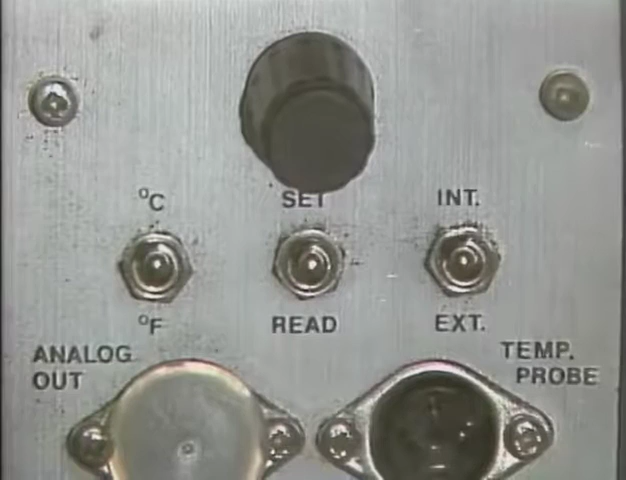 °C
SET
INT.
°F
READ
EXT.
ANALOG
OUT
TEMP.
PROBE